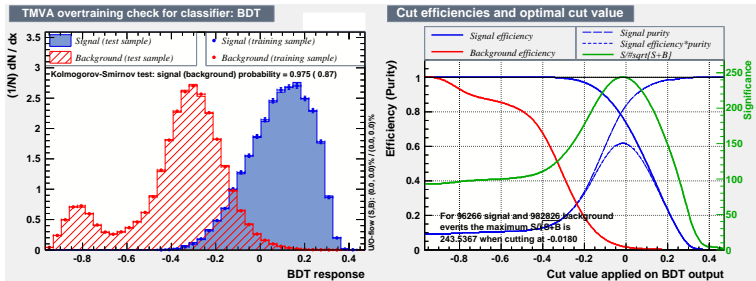 TMVA overtraining check for classifier: BDT
(1/N) dN / dx
Signal (test sample)
Background (test sample)
Signal (training sample)
Background (training sample)
Kolmogorov-Smirnov test: signal (background) probability = 0.975 ( 0.87)
3.5
3
2.5
2
1.5
1
0.5
0
-0.8 -0.6 -0.4 -0.2 0 0.2 0.4
BDT response
U/O-flow (S,B): (0.0, 0.0)% / (0.0, 0.0)%
Cut efficiencies and optimal cut value
Signal efficiency
Background efficiency
Signal purity
Signal efficiency*purity
S/#sqrt{S+B}
Efficiency (Purity)
1
0.8
0.6
0.4
0.2
0
For 96266 signal and 982826 background
events the maximum S/√S+B is
243.5367 when cutting at -0.0180
-0.8 -0.6 -0.4 -0.2 0 0.2 0.4
Cut value applied on BDT output
250
200
150
100
50
0
Significance